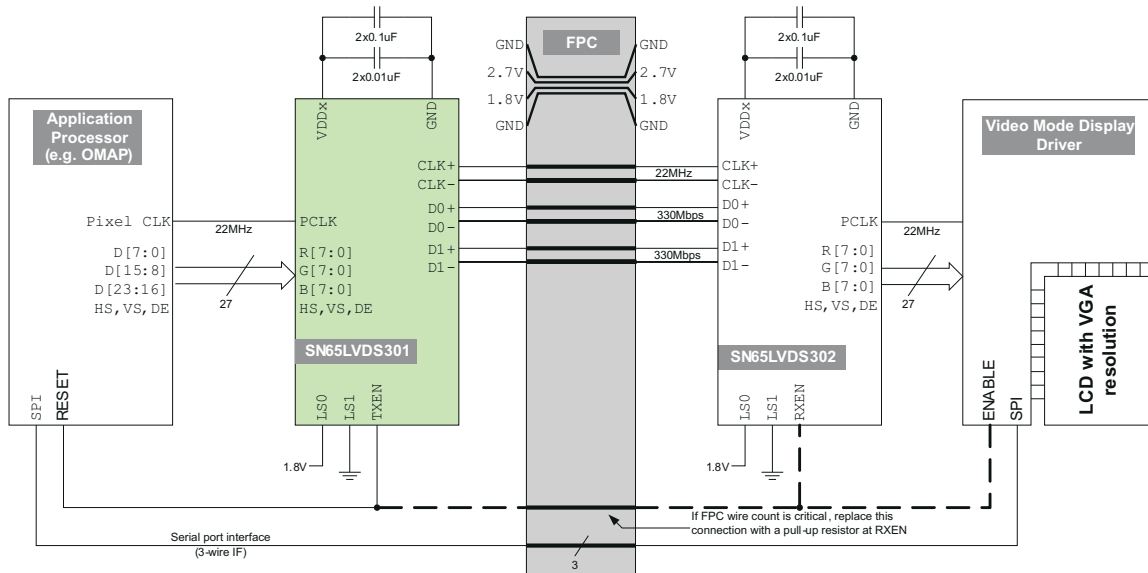 2x0.1uF
2x0.01uF
VDDx
GND
FPC
GND
2.7V
1.8V
GND
GND
2.7V
1.8V
GND
2x0.1uF
2x0.01uF
VDDx
GND
Application
Processor
(e.g. OMAP)
Pixel CLK
D[7:0]
D[15:8]
D[23:16]
HS,VS,DE
SPI
RESET
22MHz
27
PCLK
R[7:0]
G[7:0]
B[7:0]
HS,VS,DE
CLK+
CLK-
D0+
D0-
D1+
D1-
SN65LVDS301
LS0
LS1
TXEN
1.8V
22MHz
330Mbps
330Mbps
CLK+
CLK-
D0+
D0-
D1+
D1-
PCLK
R[7:0]
G[7:0]
B[7:0]
HS,VS,DE
SN65LVDS302
LS0
LS1
RXEN
1.8V
22MHz
27
Video Mode Display
Driver
ENABLE
SPI
LCD with VGA
resolution
If FPC wire count is critical, replace this
connection with a pull-up resistor at RXEN
Serial port interface
(3-wire IF)
3